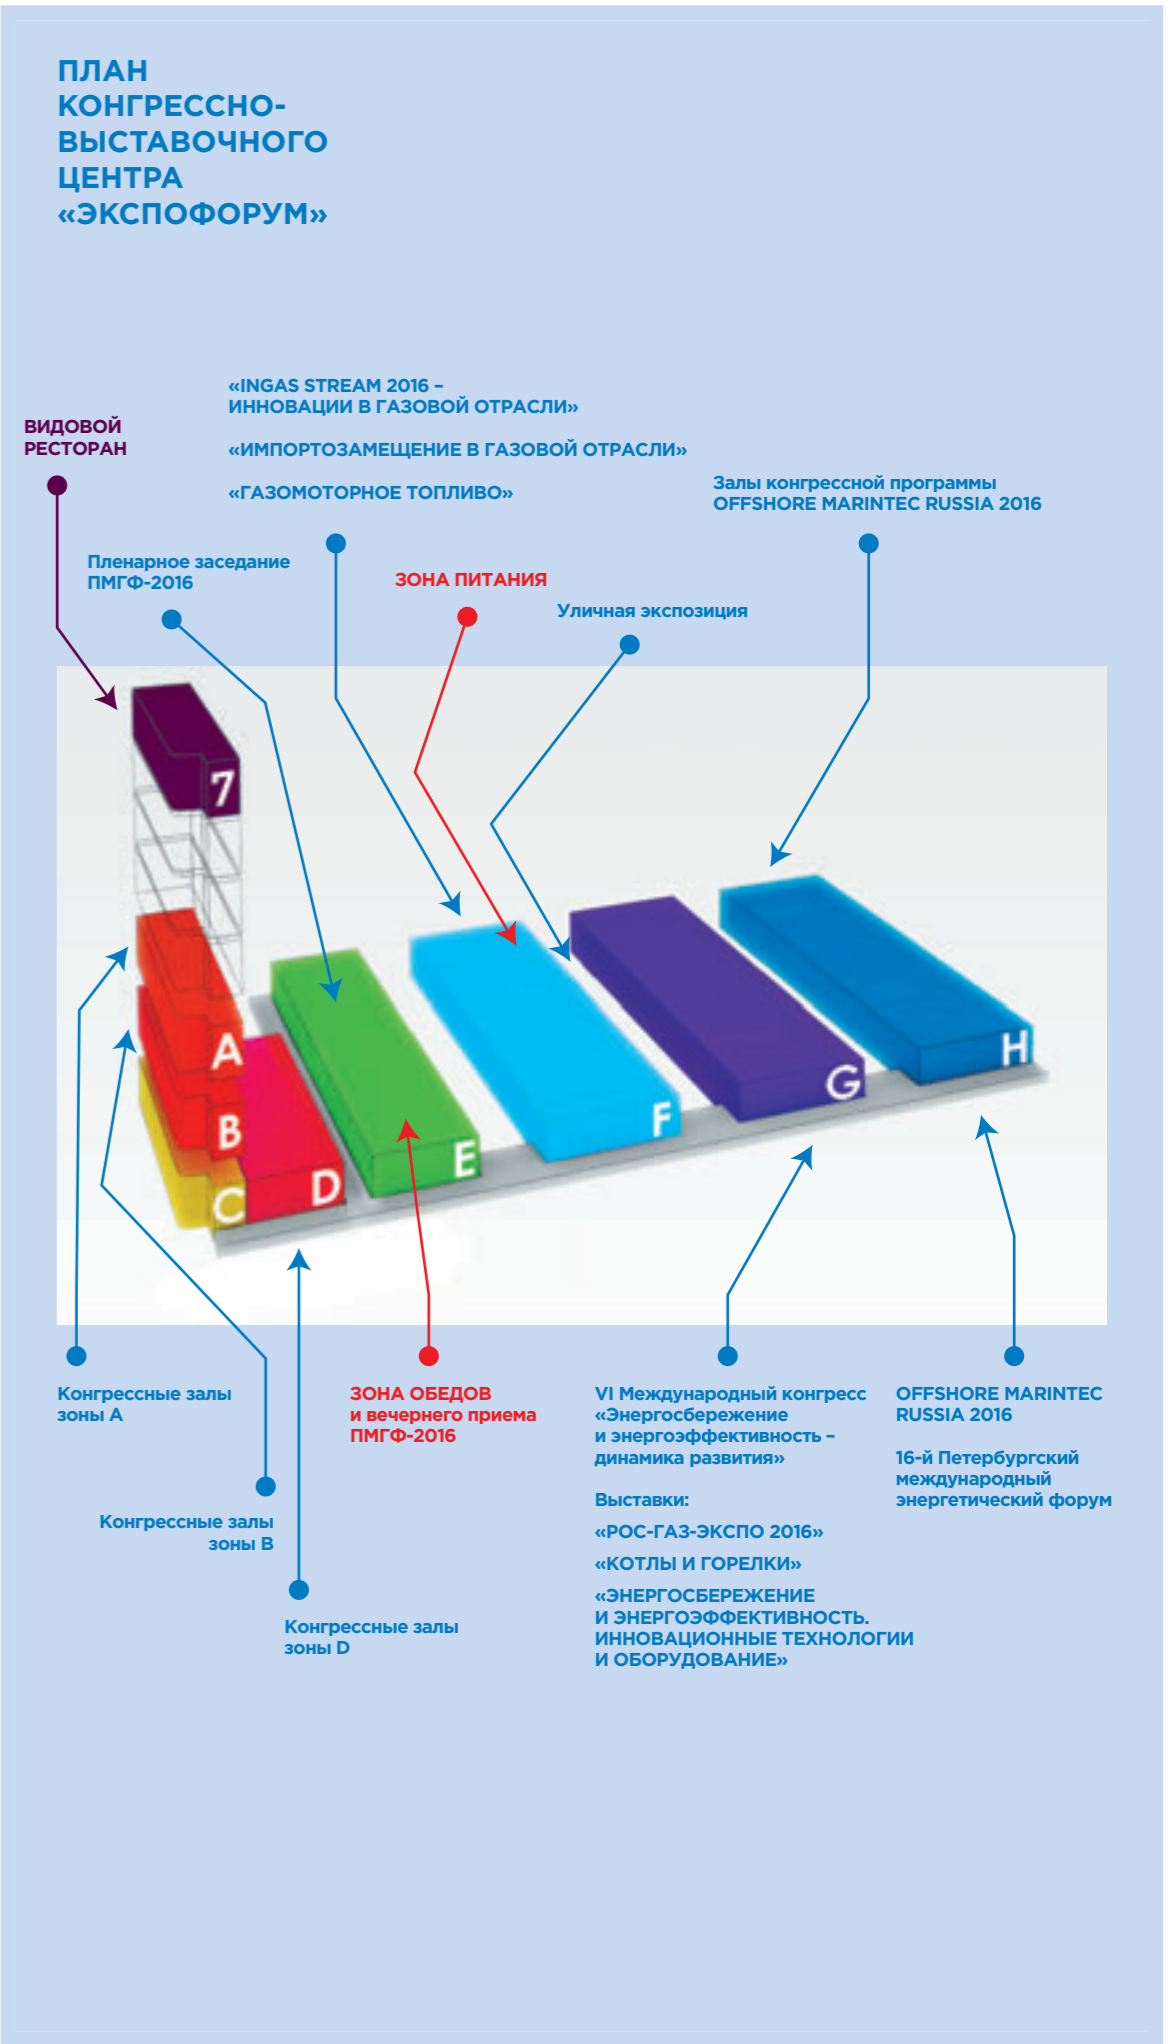 ПЛАН
КОНГРЕССНО-
ВЫСТАВОЧНОГО
ЦЕНТРА
«ЭКСПОФОРУМ»
«INGAS STREAM 2016 –
ИННОВАЦИИ В ГАЗОВОЙ ОТРАСЛИ»
«ИМПОРТОЗАМЕЩЕНИЕ В ГАЗОВОЙ ОТРАСЛИ»
«ГАЗОМОТОРНОЕ ТОПЛИВО»
ВИДОВОЙ
РЕСТОРАН
Залы конгрессной программы
OFFSHORE MARINTEC RUSSIA 2016
Пленарное заседание
ПМГФ-2016
ЗОНА ПИТАНИЯ
Уличная экспозиция
7
A
B
C
D
E
F
G
H
Конгрессные залы
зоны A
Конгрессные залы
зоны B
Конгрессные залы
зоны D
ЗОНА ОБЕДОВ
и вечернего приема
ПМГФ-2016
VI Международный конгресс
«Энергосбережение
и энергоэффективность –
динамика развития»
Выставки:
«РОС-ГАЗ-ЭКСПО 2016»
«КОТЛЫ И ГОРЕЛКИ»
«ЭНЕРГОСБЕРЕЖЕНИЕ
И ЭНЕРГОЭФФЕКТИВНОСТЬ.
ИННОВАЦИОННЫЕ ТЕХНОЛОГИИ
И ОБОРУДОВАНИЕ»
OFFSHORE MARINTEC
RUSSIA 2016
16-й Петербургский
международный
энергетический форум